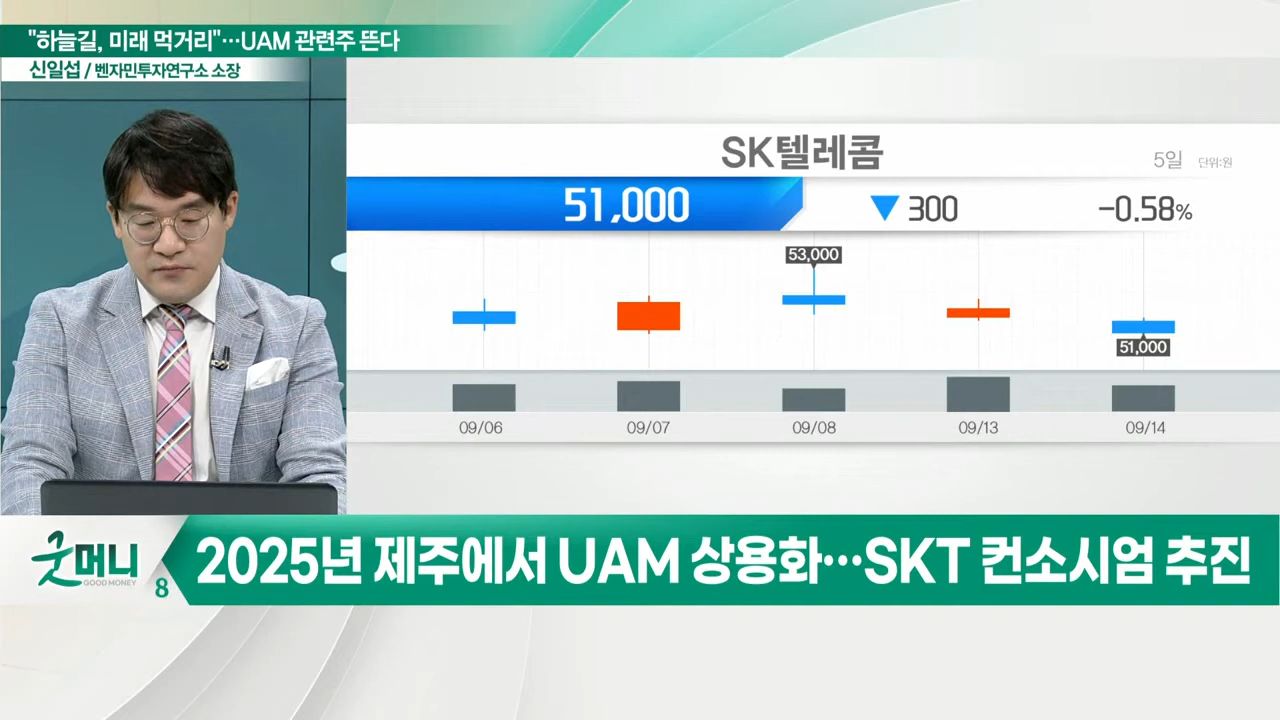 "하늘길, 미래 먹거리"…UAM 관련주 뜬다
신일섭 / 벤자민투자연구소 소장
SK텔레콤
5일 단위:원
51,000 ▼ 300 -0.58%
53,000
51,000
09/06 09/07 09/08 09/13 09/14
굿머니
GOOD MONEY
8
2025년 제주에서 UAM 상용화…SKT 컨소시엄 추진